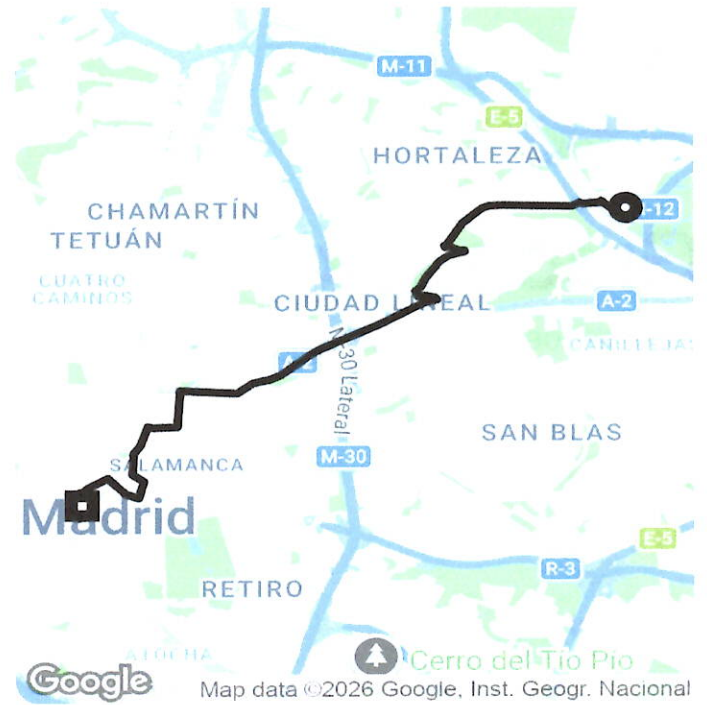 M-11
E-5
HORTALEZA
CHAMARTÍN
TETUÁN
-12
CUATRO
CAMINOS
CIUDAD LINEAL
A-2
CANILLEJAS
A-2
M-30 Lateral
SAN BLAS
SALAMANCA
M-30
Madrid
E-5
R-3
RETIRO
ATOCHA
Cerro del Tío Pío
Google
Map data ©2026 Google, Inst. Geogr. Nacional